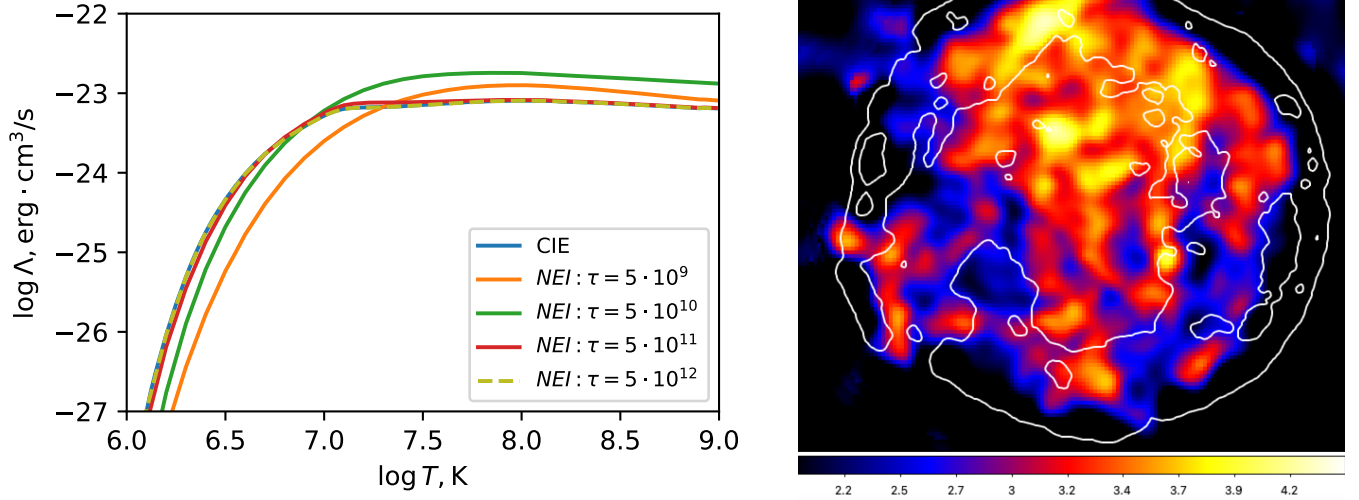 −22
−23
−24
−25
−26
−27
log Λ, erg · cm³/s
6.0 6.5 7.0 7.5 8.0 8.5 9.0
log T, K
CIE
NEI : τ = 5 · 10⁹
NEI : τ = 5 · 10¹⁰
NEI : τ = 5 · 10¹¹
NEI : τ = 5 · 10¹²
2.2 2.5 2.7 3 3.2 3.4 3.7 3.9 4.2